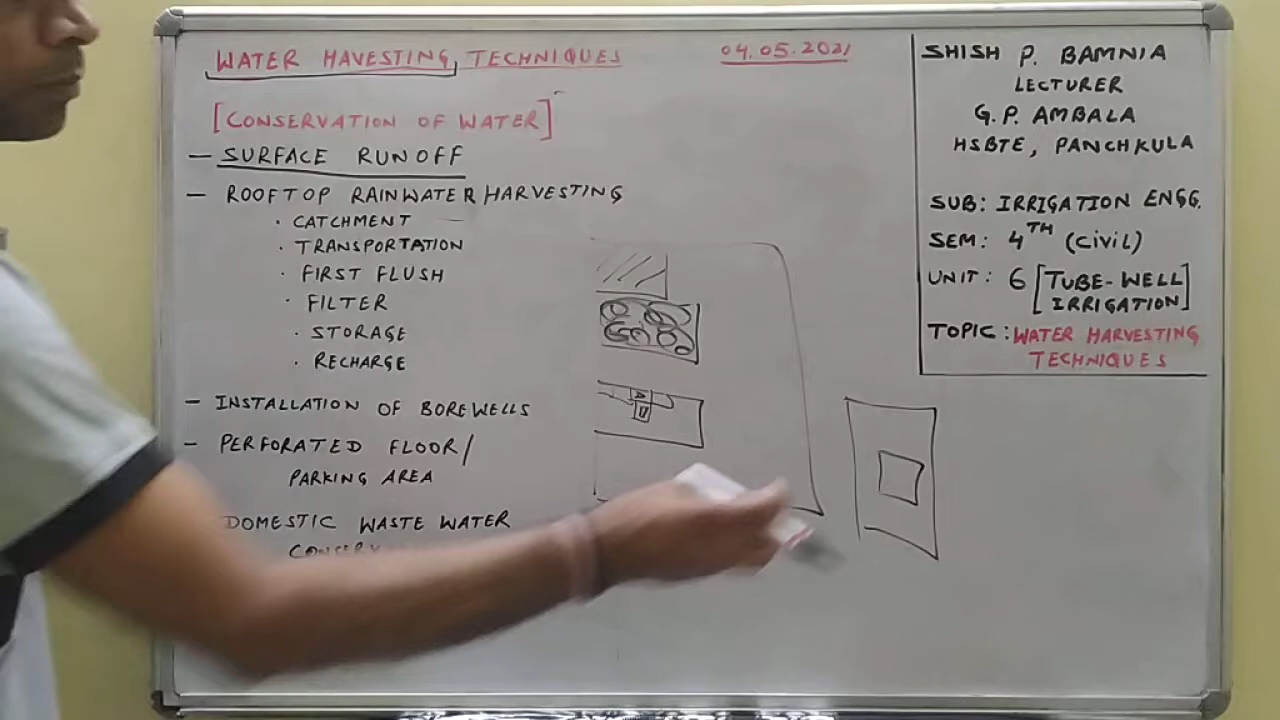 WATER HAVESTING TECHNIQUES
04.05.2021
[CONSERVATION OF WATER]
- SURFACE RUNOFF
- ROOFTOP RAINWATER HARVESTING
· CATCHMENT
· TRANSPORTATION
· FIRST FLUSH
· FILTER
· STORAGE
· RECHARGE
- INSTALLATION OF BOREWELLS
- PERFORATED FLOOR/
PARKING AREA
DOMESTIC WASTE WATER
SHISH P. BAMNIA
LECTURER
G.P. AMBALA
HSBTE, PANCHKULA
SUB: IRRIGATION ENGG.
SEM: 4TH (CIVIL)
UNIT: 6 [TUBE-WELL
IRRIGATION]
TOPIC: WATER HARVESTING
TECHNIQUES